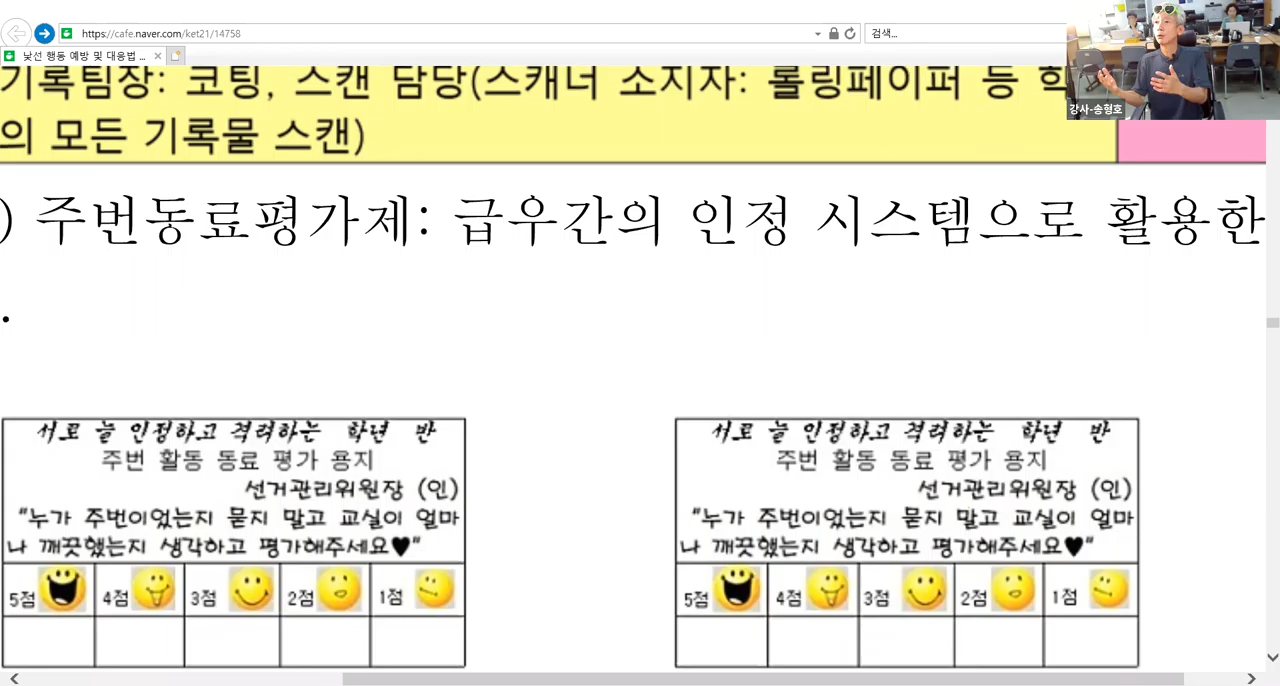 https://cafe.naver.com/ket21/14758
검색...
낯선 행동 예방 및 대응법 ...
강사-송형호
기록팀장: 코팅, 스캔 담당(스캐너 소지자: 롤링페이퍼 등 학
의 모든 기록물 스캔)
) 주번동료평가제: 급우간의 인정 시스템으로 활용한
.
서로 늘 인정하고 격려하는 학년 반
주번 활동 동료 평가 용지
선거관리위원장 (인)
“누가 주번이었는지 묻지 말고 교실이 얼마
나 깨끗했는지 생각하고 평가해주세요♥”
5점 4점 3점 2점 1점
서로 늘 인정하고 격려하는 학년 반
주번 활동 동료 평가 용지
선거관리위원장 (인)
“누가 주번이었는지 묻지 말고 교실이 얼마
나 깨끗했는지 생각하고 평가해주세요♥”
5점 4점 3점 2점 1점